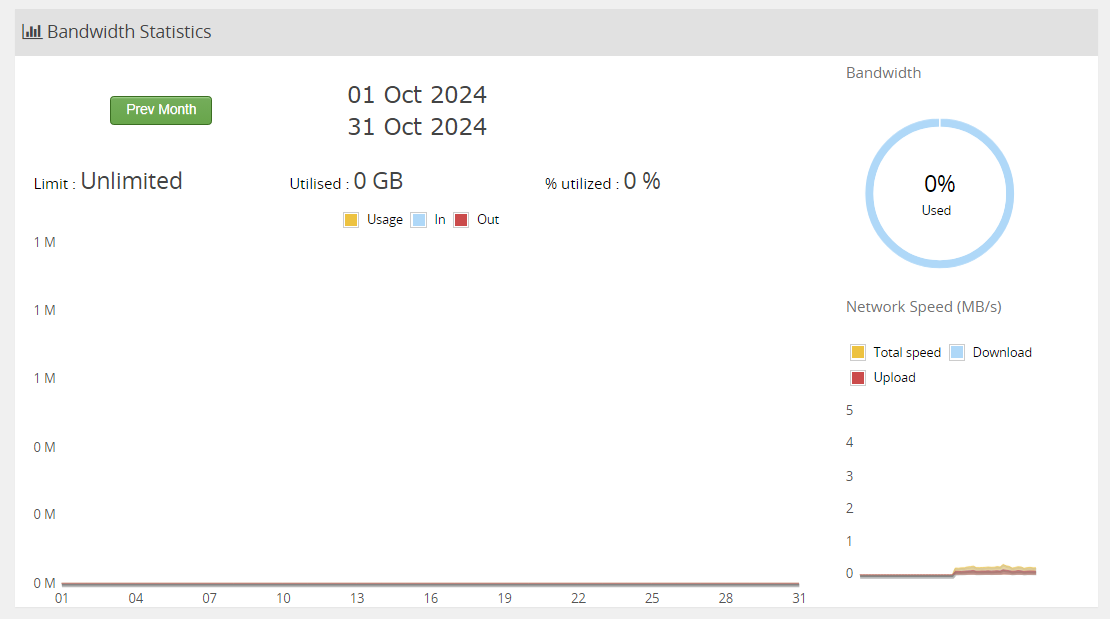 Bandwidth Statistics
Bandwidth
Prev Month
01 Oct 2024
31 Oct 2024
0%
Used
Limit : Unlimited
Utilised : 0 GB
% utilized : 0 %
Usage In Out
1 M
1 M
1 M
0 M
0 M
0 M
01 04 07 10 13 16 19 22 25 28 31
Network Speed (MB/s)
Total speed Download
Upload
5
4
3
2
1
0